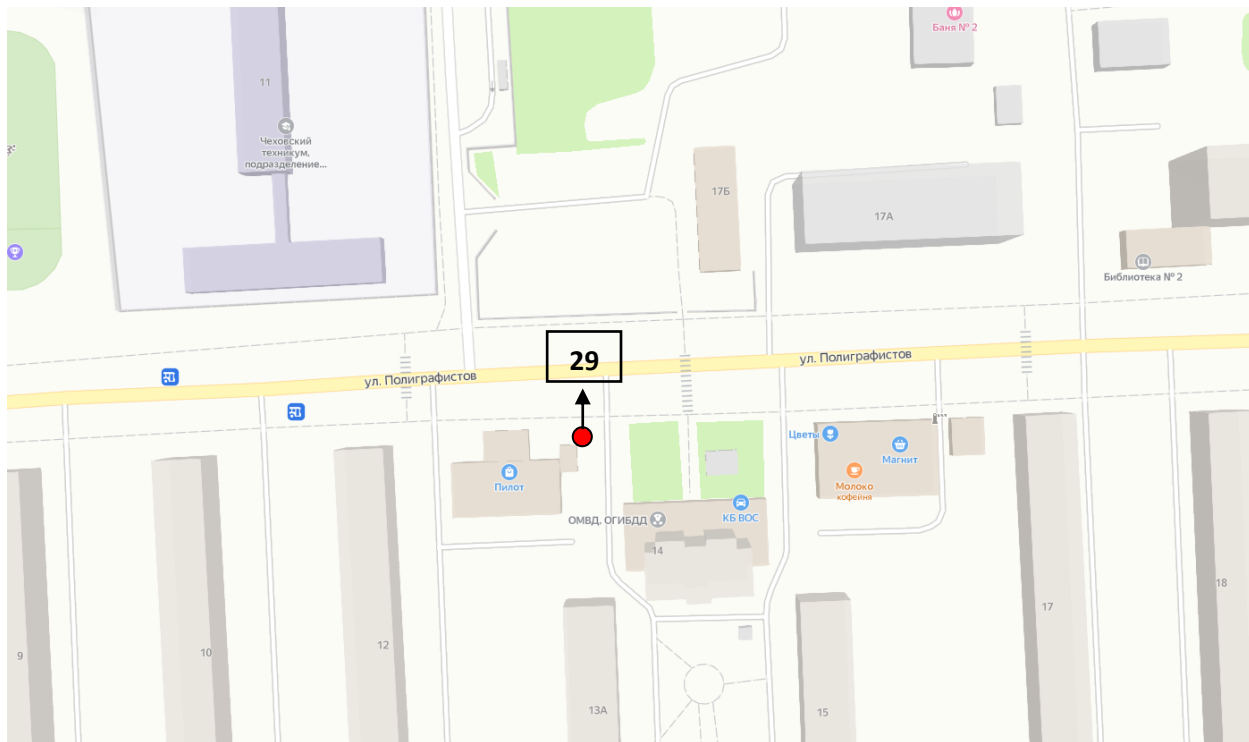 Баня № 2
11
Чеховский
техникум,
подразделение...
17Б
17А
Библиотека № 2
29
ул. Полиграфистов
ул. Полиграфистов
Цветы
Магнит
Молоко
кофейня
Пилот
ОМВД, ОГИБДД
КБ ВОС
14
18
17
12
10
9
13А
15